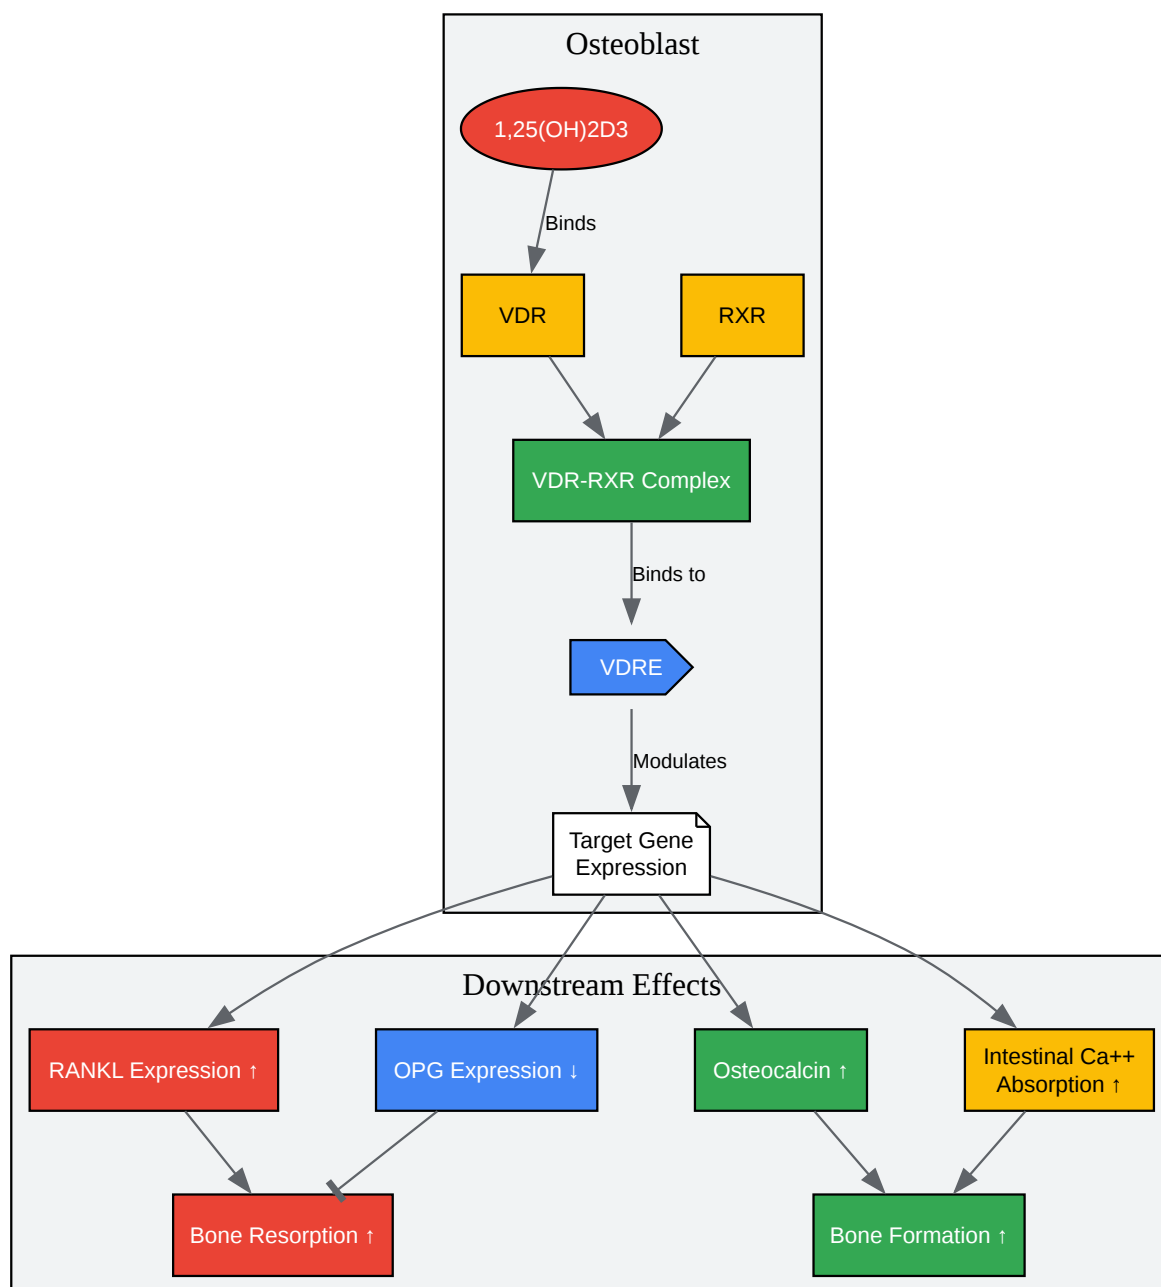 Osteoblast
1,25(OH)2D3
Binds
VDR
RXR
VDR-RXR Complex
Binds to
VDRE
Modulates
Target Gene
Expression
Downstream Effects
RANKL Expression ↑
OPG Expression ↓
Osteocalcin ↑
Intestinal Ca++
Absorption ↑
Bone Resorption ↑
Bone Formation ↑